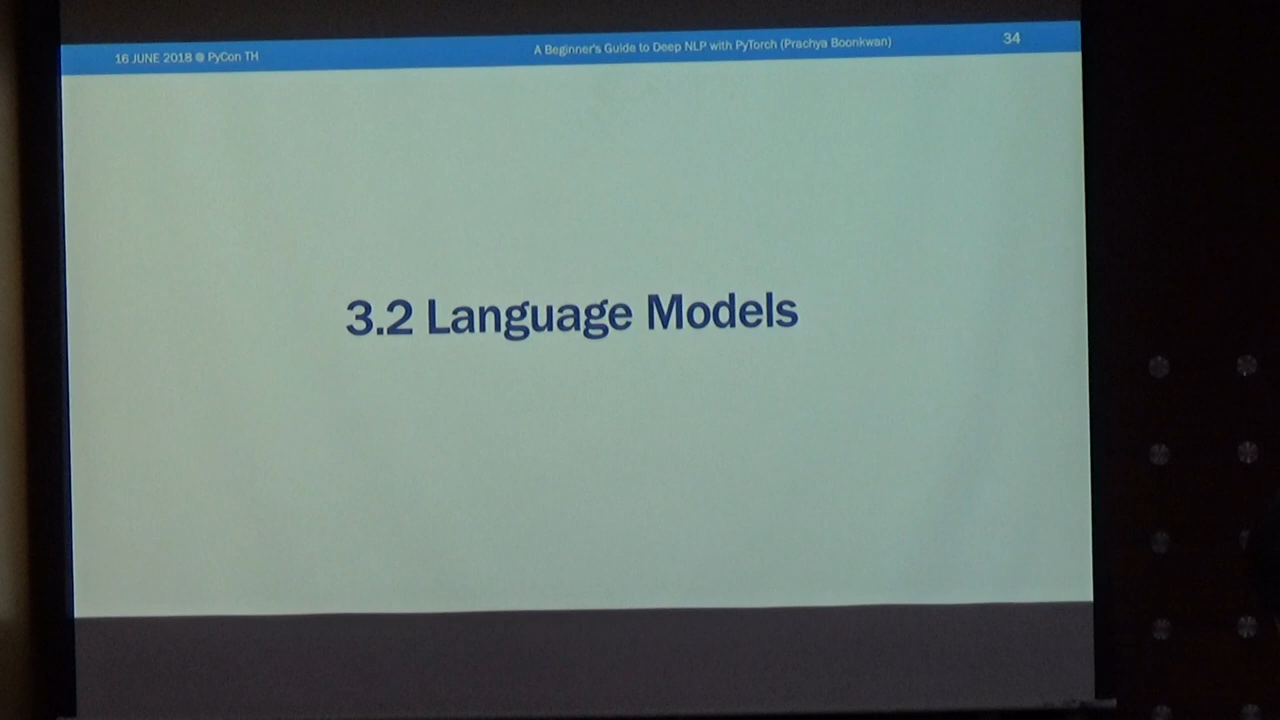 16 JUNE 2018 @ PyCon TH
A Beginner's Guide to Deep NLP with PyTorch (Prachya Boonkwan)
34
3.2 Language Models